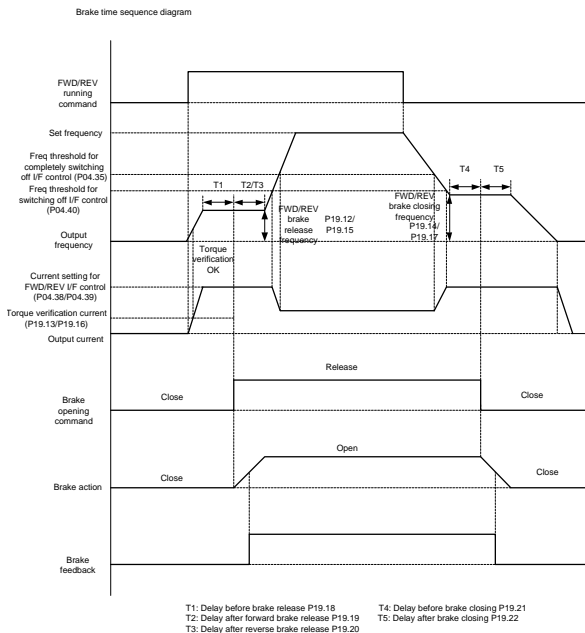 Brake time sequence diagram
FWD/REV
running
command
Set frequency
Freq threshold for
completely switching
off I/F control (P04.35)
Freq threshold for
switching off I/F control
(P04.40)
Output
frequency
T1
T2/T3
T4
T5
FWD/REV
brake
release
frequency
P19.12/
P19.15
FWD/REV
brake closing
frequency
P19.14/
P19.17
Torque
verification
OK
Current setting for
FWD/REV I/F control
(P04.38/P04.39)
Torque verification current
(P19.13/P19.16)
Output current
Brake
opening
command
Close
Release
Close
Brake action
Close
Open
Close
Brake
feedback
T1: Delay before brake release P19.18
T2: Delay after forward brake release P19.19
T3: Delay after reverse brake release P19.20
T4: Delay before brake closing P19.21
T5: Delay after brake closing P19.22